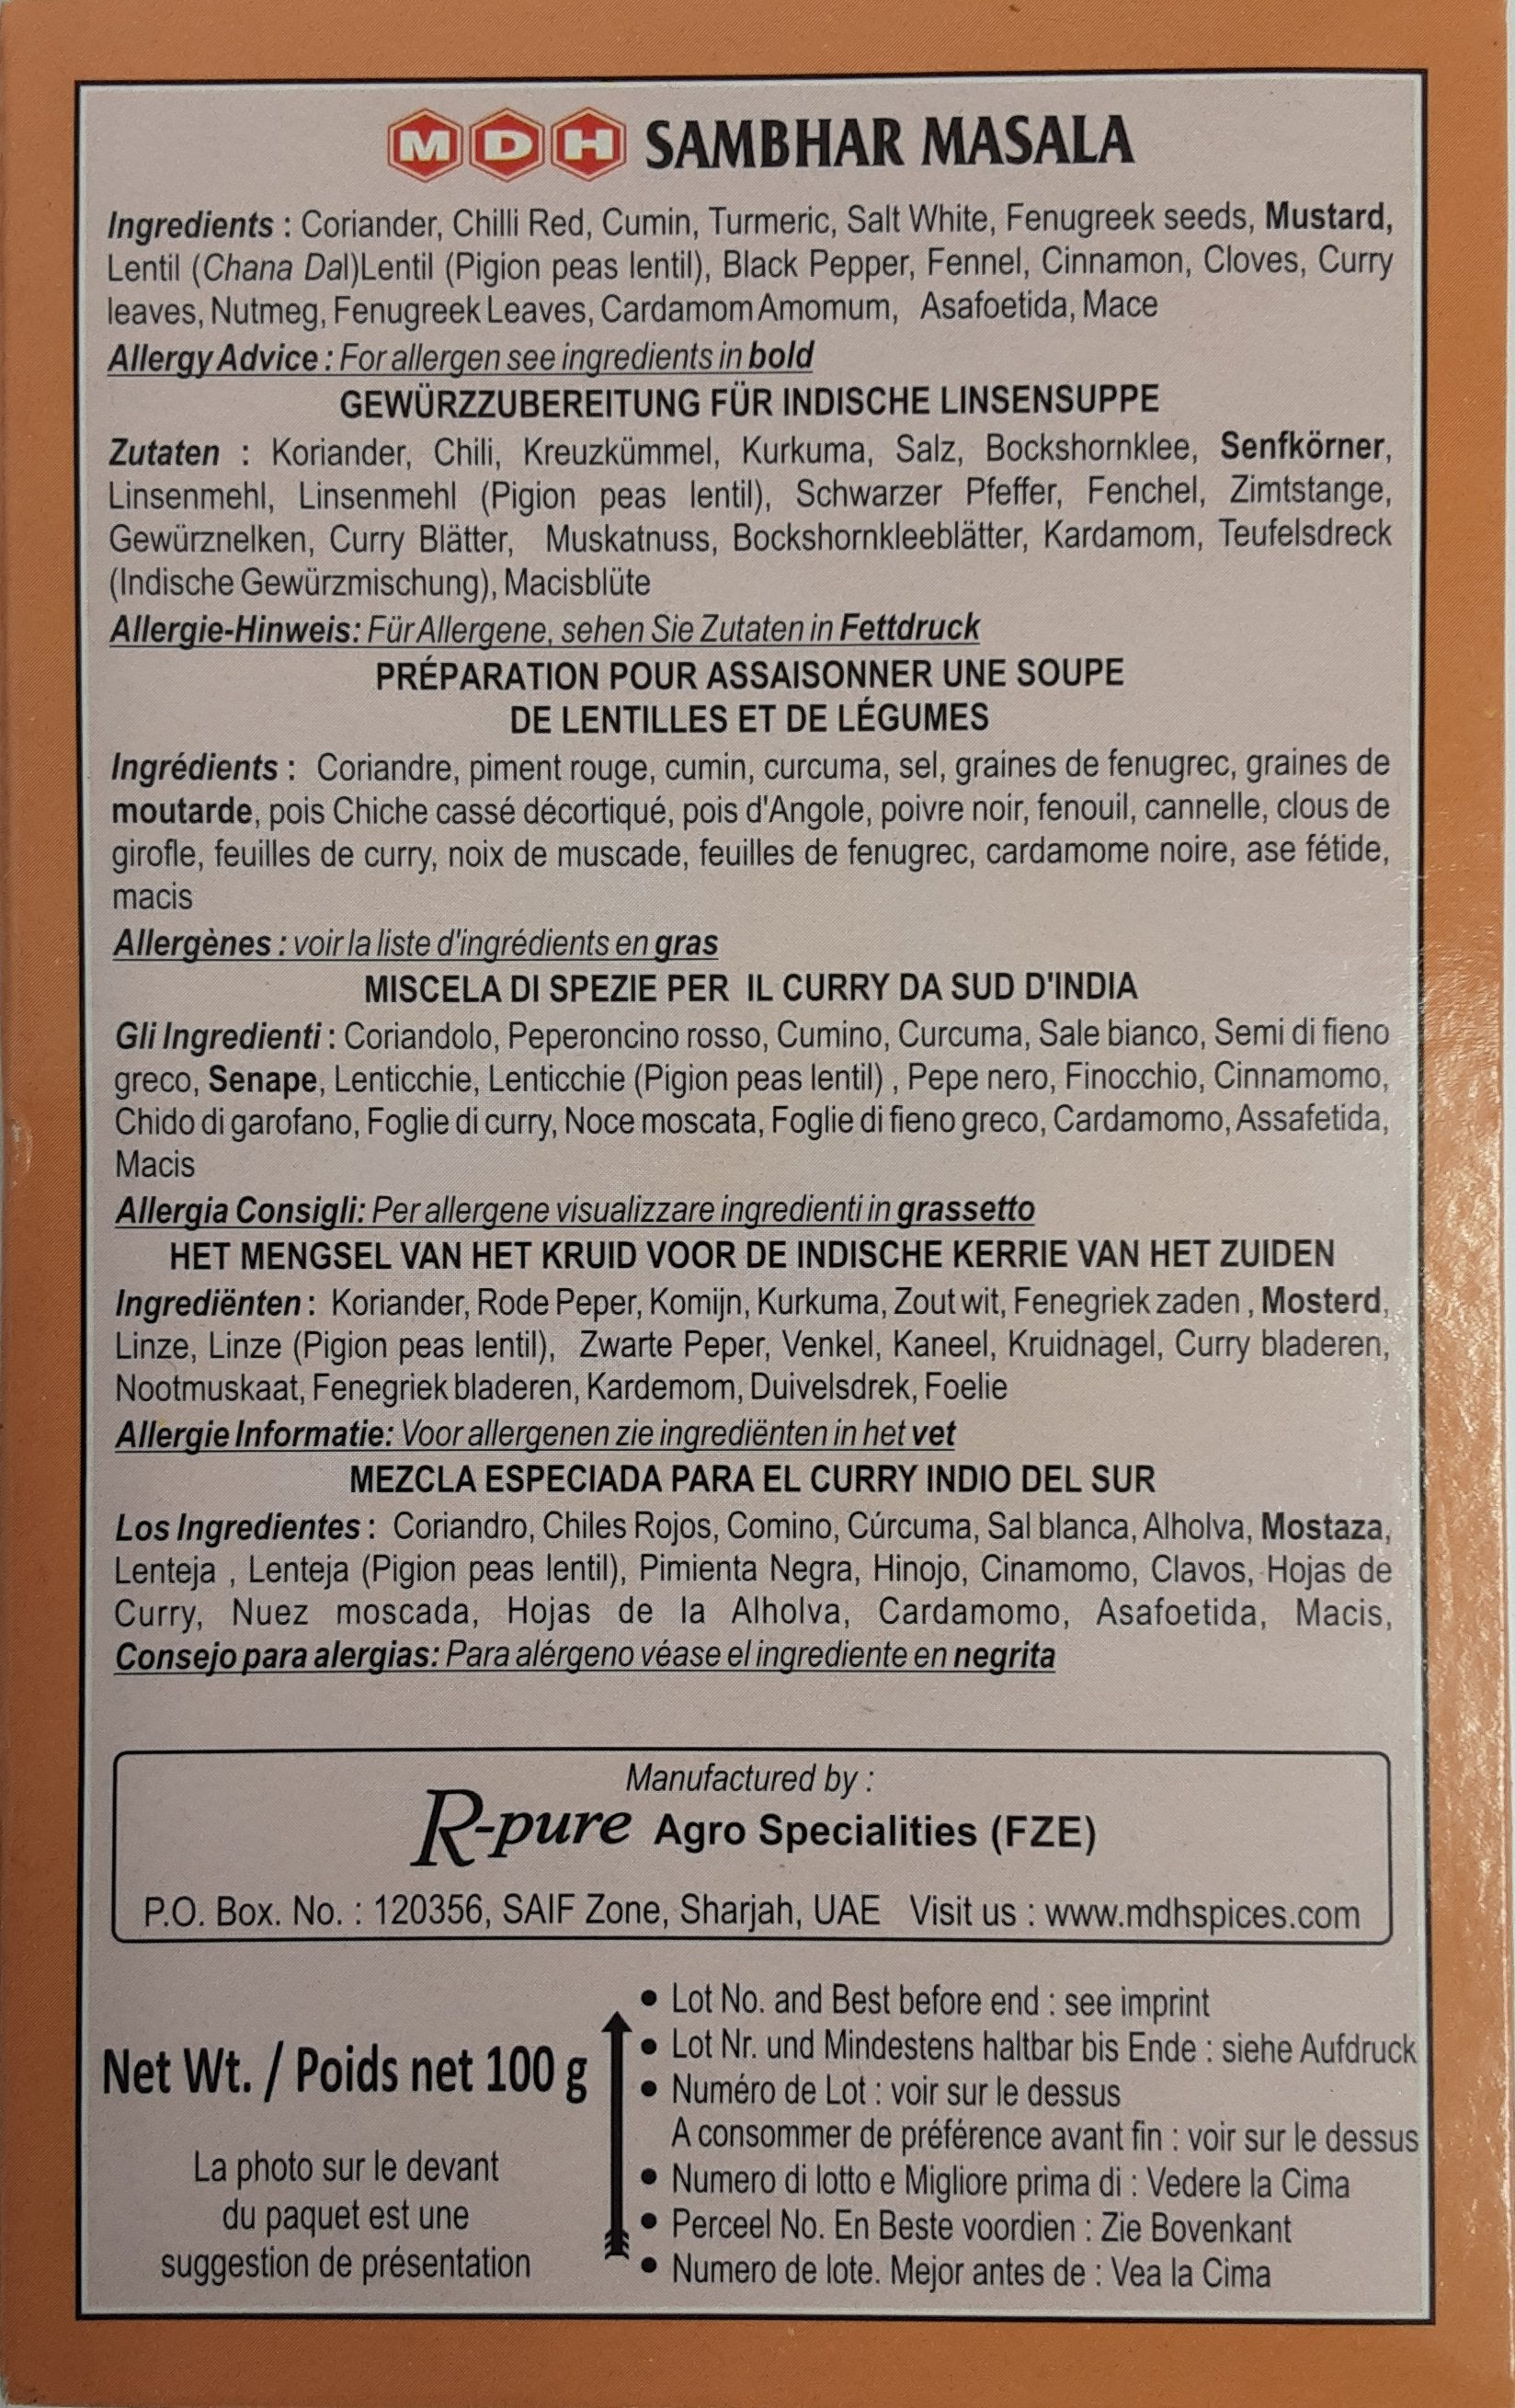 MDH SAMBHAR MASALA
Ingredients : Coriander, Chilli Red, Cumin, Turmeric, Salt White, Fenugreek seeds, Mustard,
Lentil (Chana Dal)Lentil (Pigion peas lentil), Black Pepper, Fennel, Cinnamon, Cloves, Curry
leaves, Nutmeg, Fenugreek Leaves, Cardamom Amomum, Asafoetida, Mace
Allergy Advice : For allergen see ingredients in bold
GEWÜRZZUBEREITUNG FÜR INDISCHE LINSENSUPPE
Zutaten : Koriander, Chili, Kreuzkümmel, Kurkuma, Salz, Bockshornklee, Senfkörner,
Linsenmehl, Linsenmehl (Pigion peas lentil), Schwarzer Pfeffer, Fenchel, Zimtstange,
Gewürznelken, Curry Blätter, Muskatnuss, Bockshornkleeblätter, Kardamom, Teufelsdreck
(Indische Gewürzmischung), Macisblüte
Allergie-Hinweis: Für Allergene, sehen Sie Zutaten in Fettdruck
PRÉPARATION POUR ASSAISONNER UNE SOUPE
DE LENTILLES ET DE LÉGUMES
Ingrédients : Coriandre, piment rouge, cumin, curcuma, sel, graines de fenugrec, graines de
moutarde, pois Chiche cassé décortiqué, pois d'Angole, poivre noir, fenouil, cannelle, clous de
girofle, feuilles de curry, noix de muscade, feuilles de fenugrec, cardamome noire, ase fétide,
macis
Allergènes : voir la liste d'ingrédients en gras
MISCELA DI SPEZIE PER IL CURRY DA SUD D'INDIA
Gli Ingredienti : Coriandolo, Peperoncino rosso, Cumino, Curcuma, Sale bianco, Semi di fieno
greco, Senape, Lenticchie, Lenticchie (Pigion peas lentil) , Pepe nero, Finocchio, Cinnamomo,
Chido di garofano, Foglie di curry, Noce moscata, Foglie di fieno greco, Cardamomo, Assafetida,
Macis
Allergia Consigli: Per allergene visualizzare ingredienti in grassetto
HET MENGSEL VAN HET KRUID VOOR DE INDISCHE KERRIE VAN HET ZUIDEN
Ingrediënten : Koriander, Rode Peper, Komijn, Kurkuma, Zout wit, Fenegriek zaden , Mosterd,
Linze, Linze (Pigion peas lentil), Zwarte Peper, Venkel, Kaneel, Kruidnagel, Curry bladeren,
Nootmuskaat, Fenegriek bladeren, Kardemom, Duivelsdrek, Foelie
Allergie Informatie: Voor allergenen zie ingrediënten in het vet
MEZCLA ESPECIADA PARA EL CURRY INDIO DEL SUR
Los Ingredientes : Coriandro, Chiles Rojos, Comino, Cúrcuma, Sal blanca, Alholva, Mostaza,
Lenteja , Lenteja (Pigion peas lentil), Pimienta Negra, Hinojo, Cinamomo, Clavos, Hojas de
Curry, Nuez moscada, Hojas de la Alholva, Cardamomo, Asafoetida, Macis,
Consejo para alergias: Para alérgeno véase el ingrediente en negrita
Manufactured by :
R-pure Agro Specialities (FZE)
P.O. Box. No. : 120356, SAIF Zone, Sharjah, UAE Visit us : www.mdhspices.com
Net Wt. / Poids net 100 g
La photo sur le devant
du paquet est une
suggestion de présentation
• Lot No. and Best before end : see imprint
• Lot Nr. und Mindestens haltbar bis Ende : siehe Aufdruck
• Numéro de Lot : voir sur le dessus
A consommer de préférence avant fin : voir sur le dessus
• Numero di lotto e Migliore prima di : Vedere la Cima
• Perceel No. En Beste voordien : Zie Bovenkant
• Numero de lote. Mejor antes de : Vea la Cima